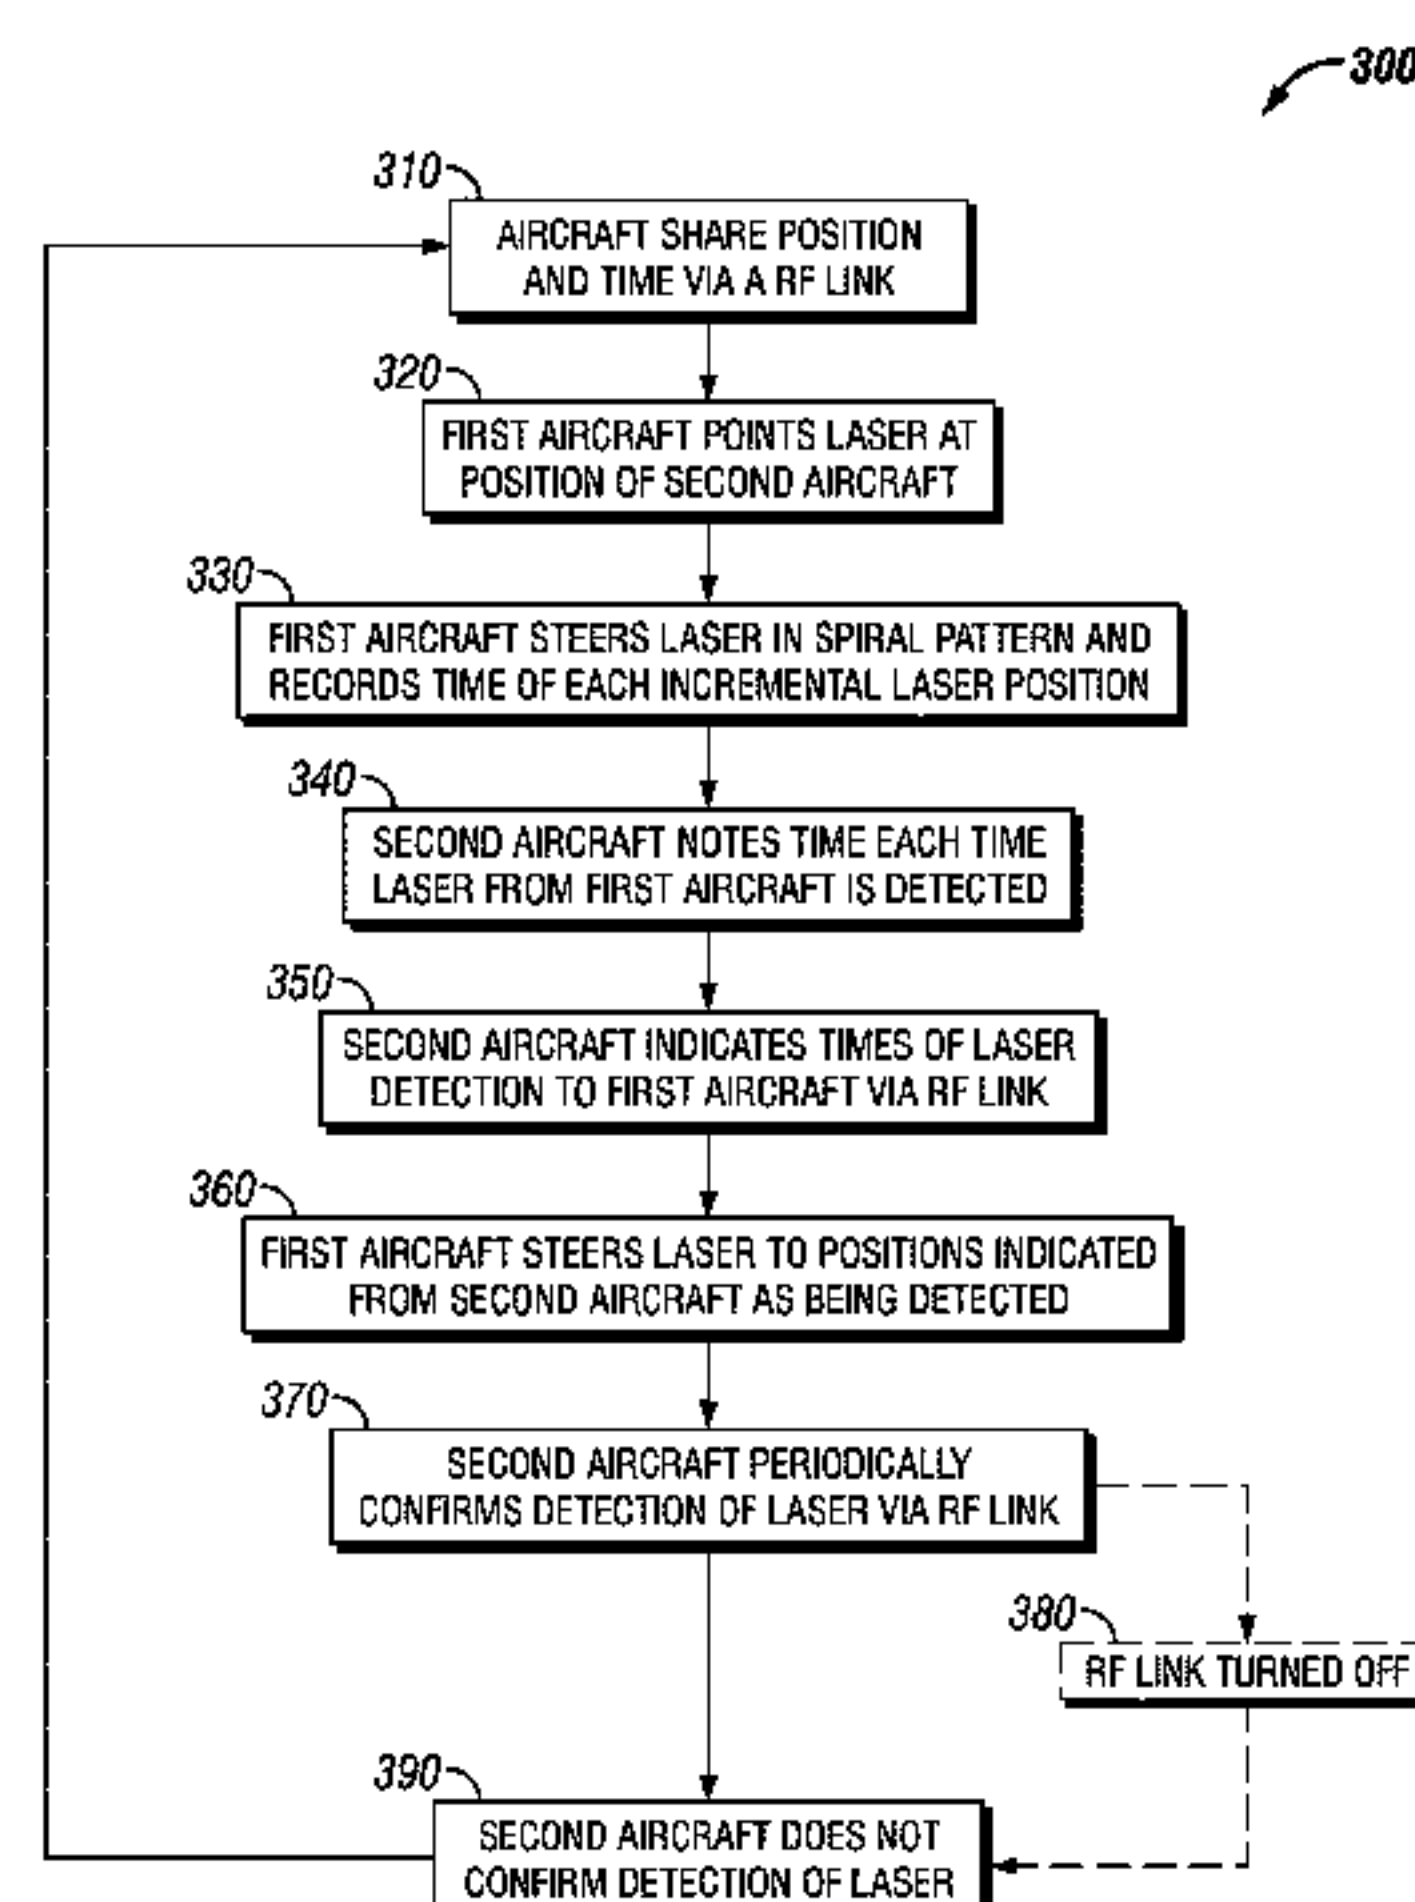 300
310
AIRCRAFT SHARE POSITION
AND TIME VIA A RF LINK
320
FIRST AIRCRAFT POINTS LASER AT
POSITION OF SECOND AIRCRAFT
330
FIRST AIRCRAFT STEERS LASER IN SPIRAL PATTERN AND
RECORDS TIME OF EACH INCREMENTAL LASER POSITION
340
SECOND AIRCRAFT NOTES TIME EACH TIME
LASER FROM FIRST AIRCRAFT IS DETECTED
350
SECOND AIRCRAFT INDICATES TIMES OF LASER
DETECTION TO FIRST AIRCRAFT VIA RF LINK
360
FIRST AIRCRAFT STEERS LASER TO POSITIONS INDICATED
FROM SECOND AIRCRAFT AS BEING DETECTED
370
SECOND AIRCRAFT PERIODICALLY
CONFIRMS DETECTION OF LASER VIA RF LINK
380
RF LINK TURNED OFF
390
SECOND AIRCRAFT DOES NOT
CONFIRM DETECTION OF LASER